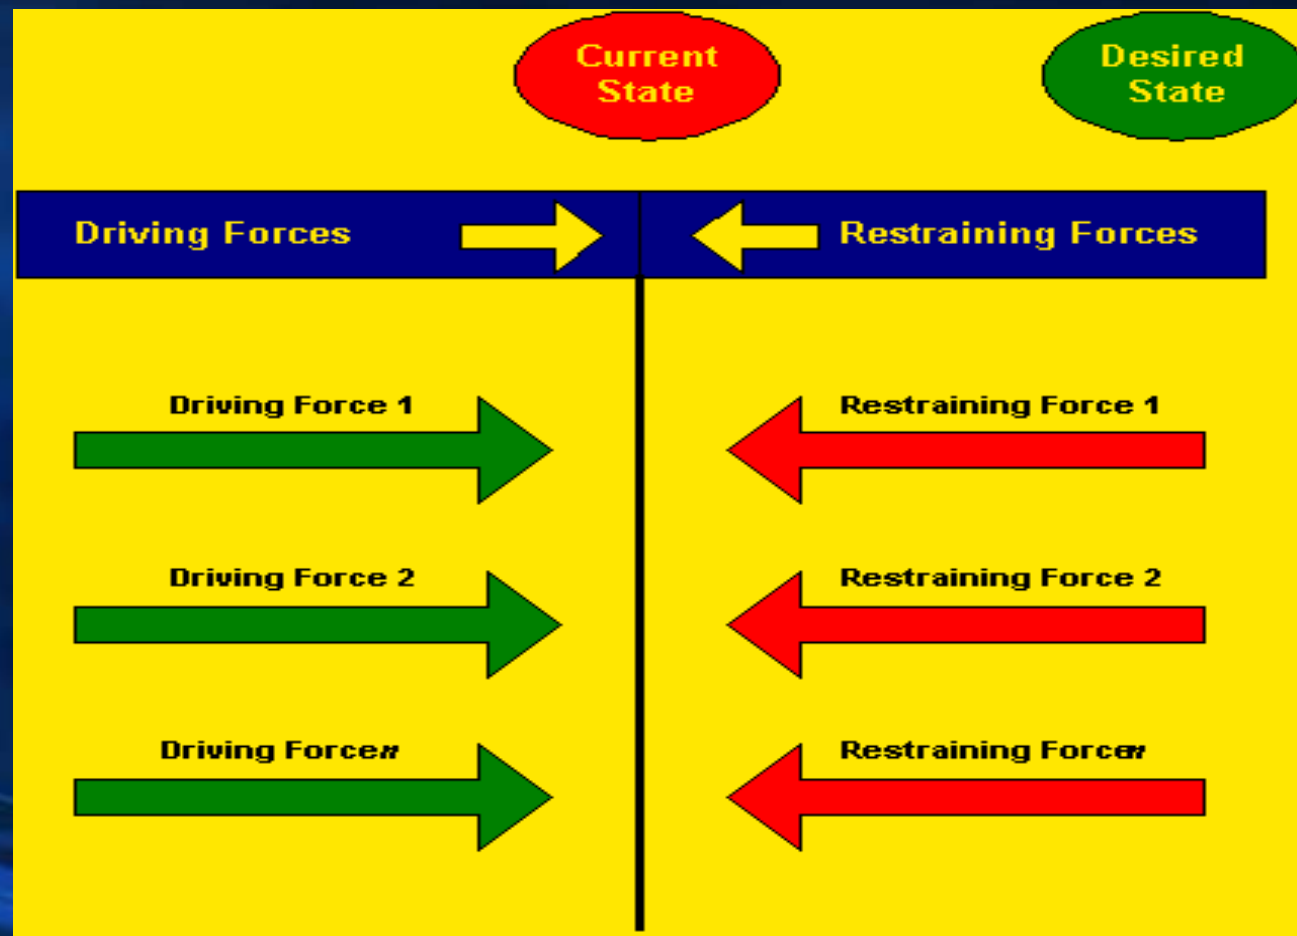 Current
State
Desired
State
Driving Forces
Restraining Forces
Driving Force 1
Restraining Force 1
Driving Force 2
Restraining Force 2
Driving Force n
Restraining Force n